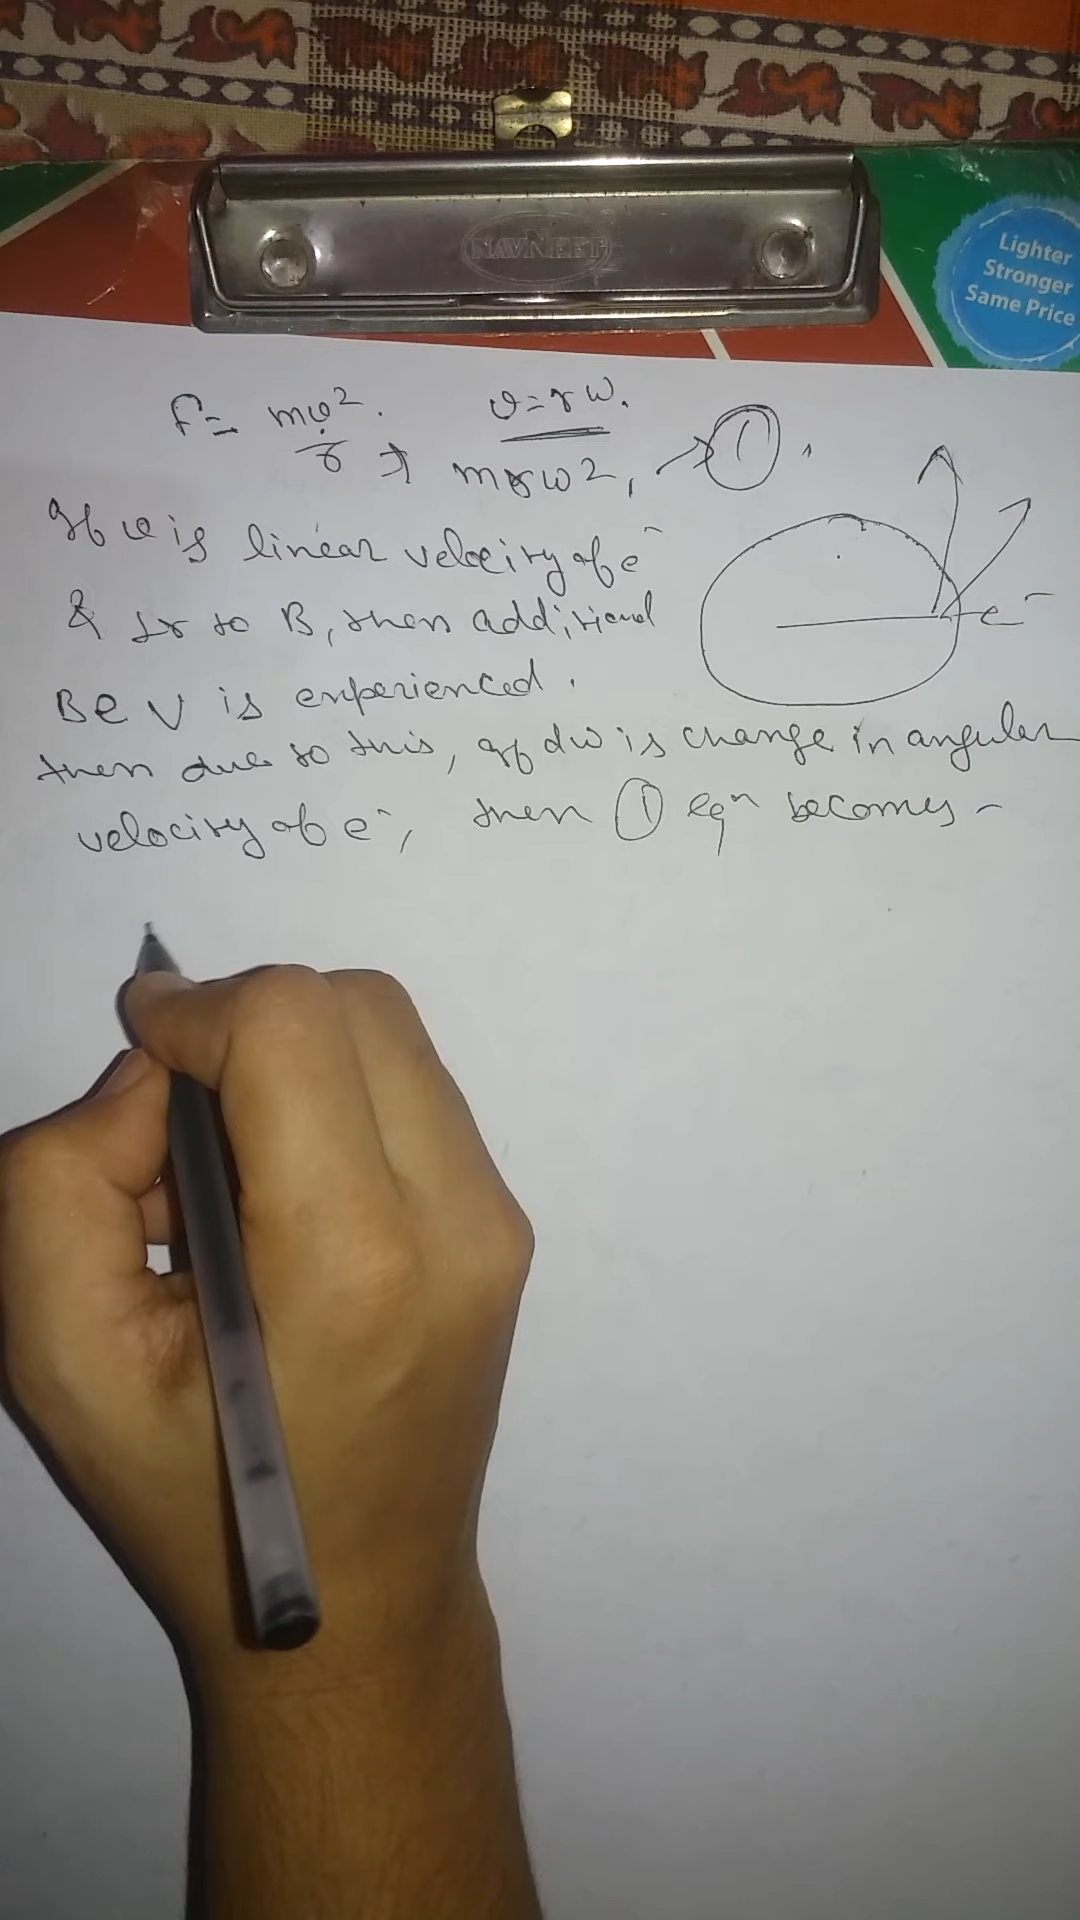 NAVNEET
Lighter
Stronger
Same Price
F = mv²/r v = rω.
⇒ mrω2, → ①.
If v is linear velocity of e⁻
& ⊥r to B, then additional
e⁻
Bev is experienced.
then due to this, If dω is change in angular
velocity of e⁻, then ① eqⁿ becomes -